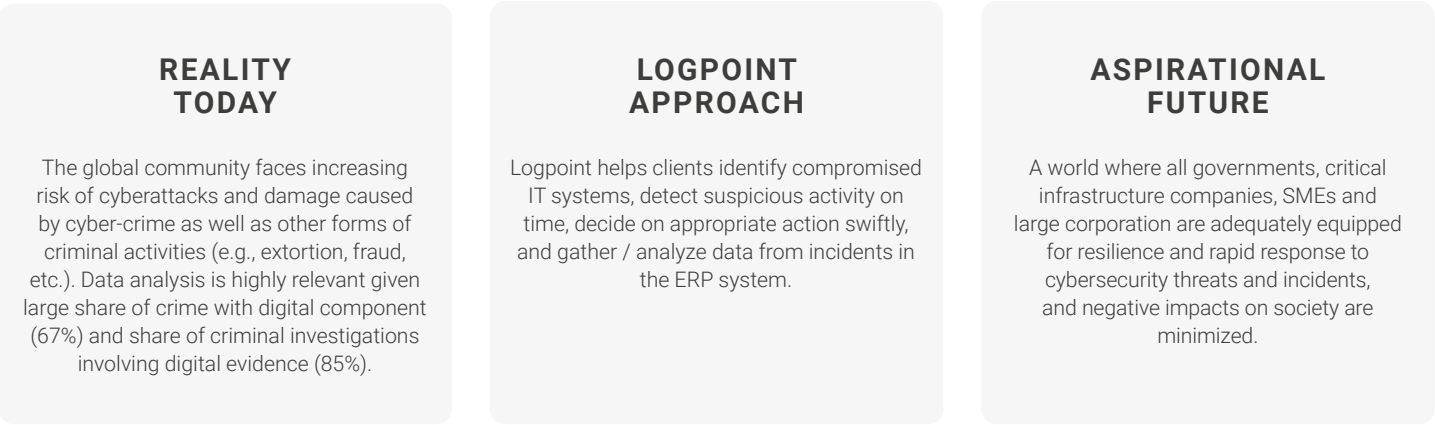 REALITY
TODAY
The global community faces increasing
risk of cyberattacks and damage caused
by cyber-crime as well as other forms of
criminal activities (e.g., extortion, fraud,
etc.). Data analysis is highly relevant given
large share of crime with digital component
(67%) and share of criminal investigations
involving digital evidence (85%).
LOGPOINT
APPROACH
Logpoint helps clients identify compromised
IT systems, detect suspicious activity on
time, decide on appropriate action swiftly,
and gather / analyze data from incidents in
the ERP system.
ASPIRATIONAL
FUTURE
A world where all governments, critical
infrastructure companies, SMEs and
large corporation are adequately equipped
for resilience and rapid response to
cybersecurity threats and incidents,
and negative impacts on society are
minimized.